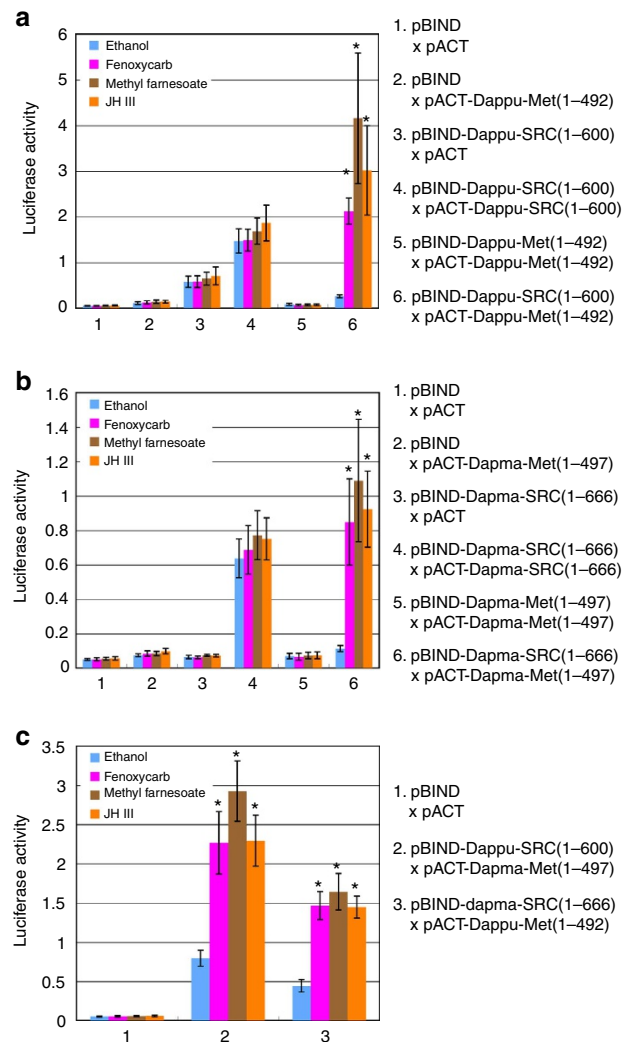 a
6
5
4
3
2
1
0
Luciferase activity
Ethanol
Fenoxycarb
Methyl farnesoate
JH III
*
*
*
1 2 3 4 5 6
1. pBIND
x pACT
2. pBIND
x pACT-Dappu-Met(1–492)
3. pBIND-Dappu-SRC(1–600)
x pACT
4. pBIND-Dappu-SRC(1–600)
x pACT-Dappu-SRC(1–600)
5. pBIND-Dappu-Met(1–492)
x pACT-Dappu-Met(1–492)
6. pBIND-Dappu-SRC(1–600)
x pACT-Dappu-Met(1–492)
b
1.6
1.4
1.2
1
0.8
0.6
0.4
0.2
0
Luciferase activity
Ethanol
Fenoxycarb
Methyl farnesoate
JH III
*
*
*
1 2 3 4 5 6
1. pBIND
x pACT
2. pBIND
x pACT-Dapma-Met(1–497)
3. pBIND-Dapma-SRC(1–666)
x pACT
4. pBIND-Dapma-SRC(1–666)
x pACT-Dapma-SRC(1–666)
5. pBIND-Dapma-Met(1–497)
x pACT-Dapma-Met(1–497)
6. pBIND-Dapma-SRC(1–666)
x pACT-Dapma-Met(1–497)
c
3.5
3
2.5
2
1.5
1
0.5
0
Luciferase activity
Ethanol
Fenoxycarb
Methyl farnesoate
JH III
*
*
*
*
*
*
1 2 3
1. pBIND
x pACT
2. pBIND-Dappu-SRC(1–600)
x pACT-Dapma-Met(1–497)
3. pBIND-dapma-SRC(1–666)
x pACT-Dappu-Met(1–492)